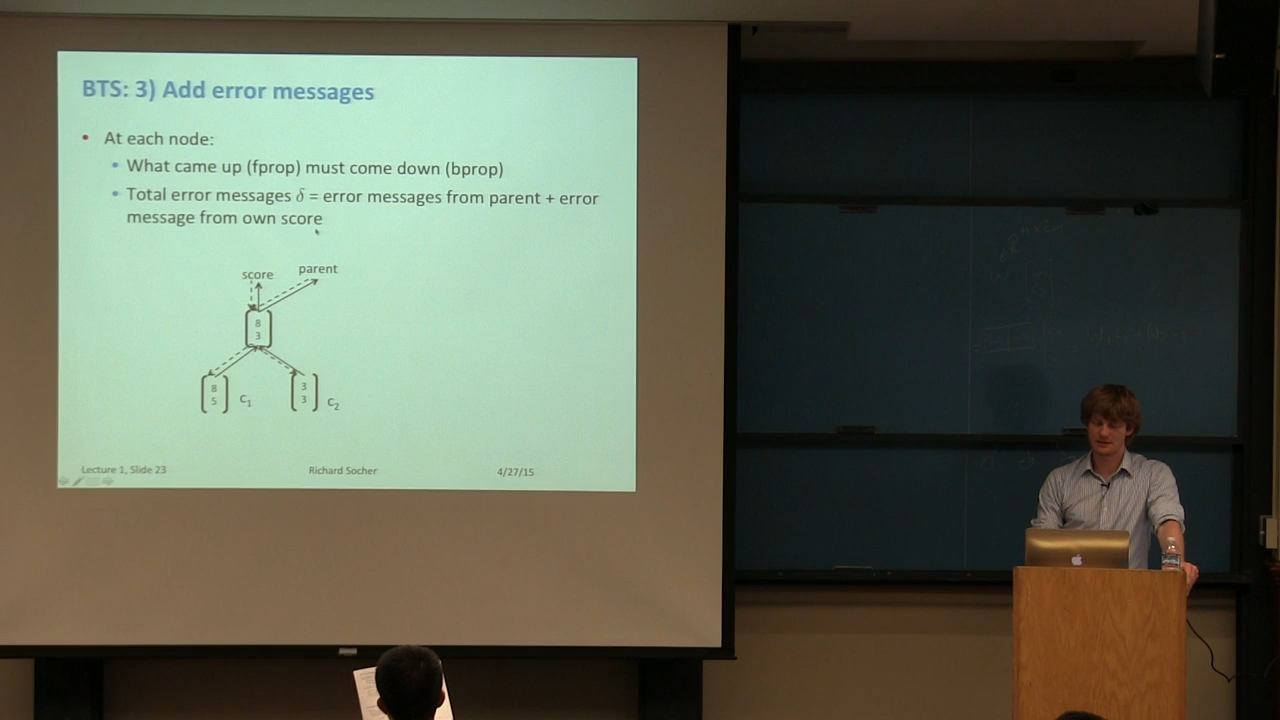 BTS: 3) Add error messages
• At each node:
• What came up (fprop) must come down (bprop)
• Total error messages δ = error messages from parent + error
message from own score
score parent
8
3
8
5
c₁
3
3
c₂
Lecture 1, Slide 23 Richard Socher 4/27/15